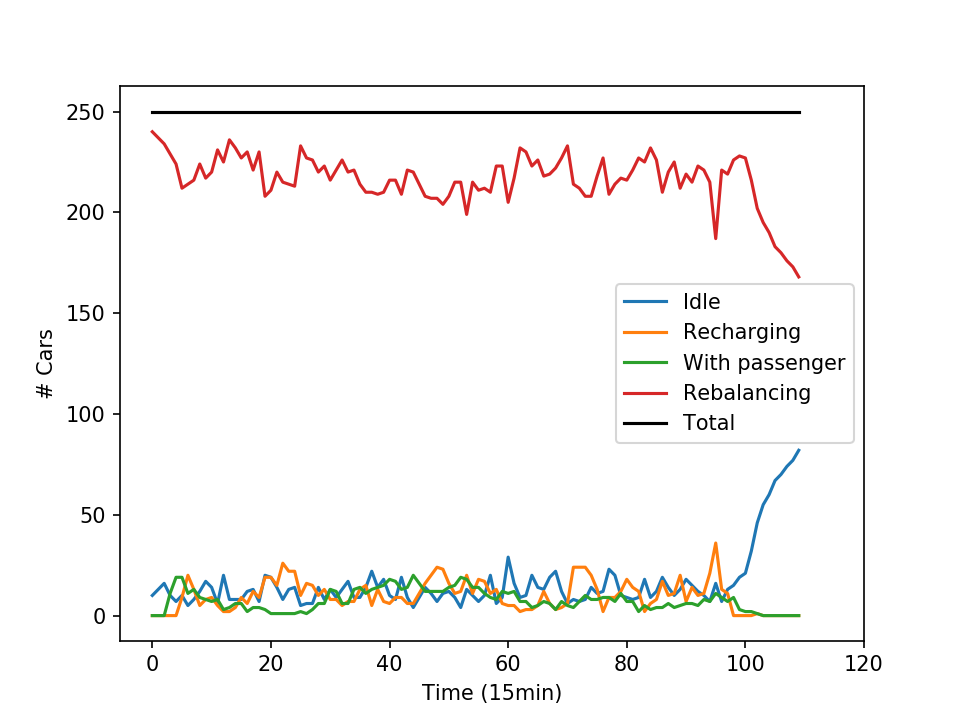 250
200
150
100
50
0
# Cars
Idle
Recharging
With passenger
Rebalancing
Total
0 20 40 60 80 100 120
Time (15min)